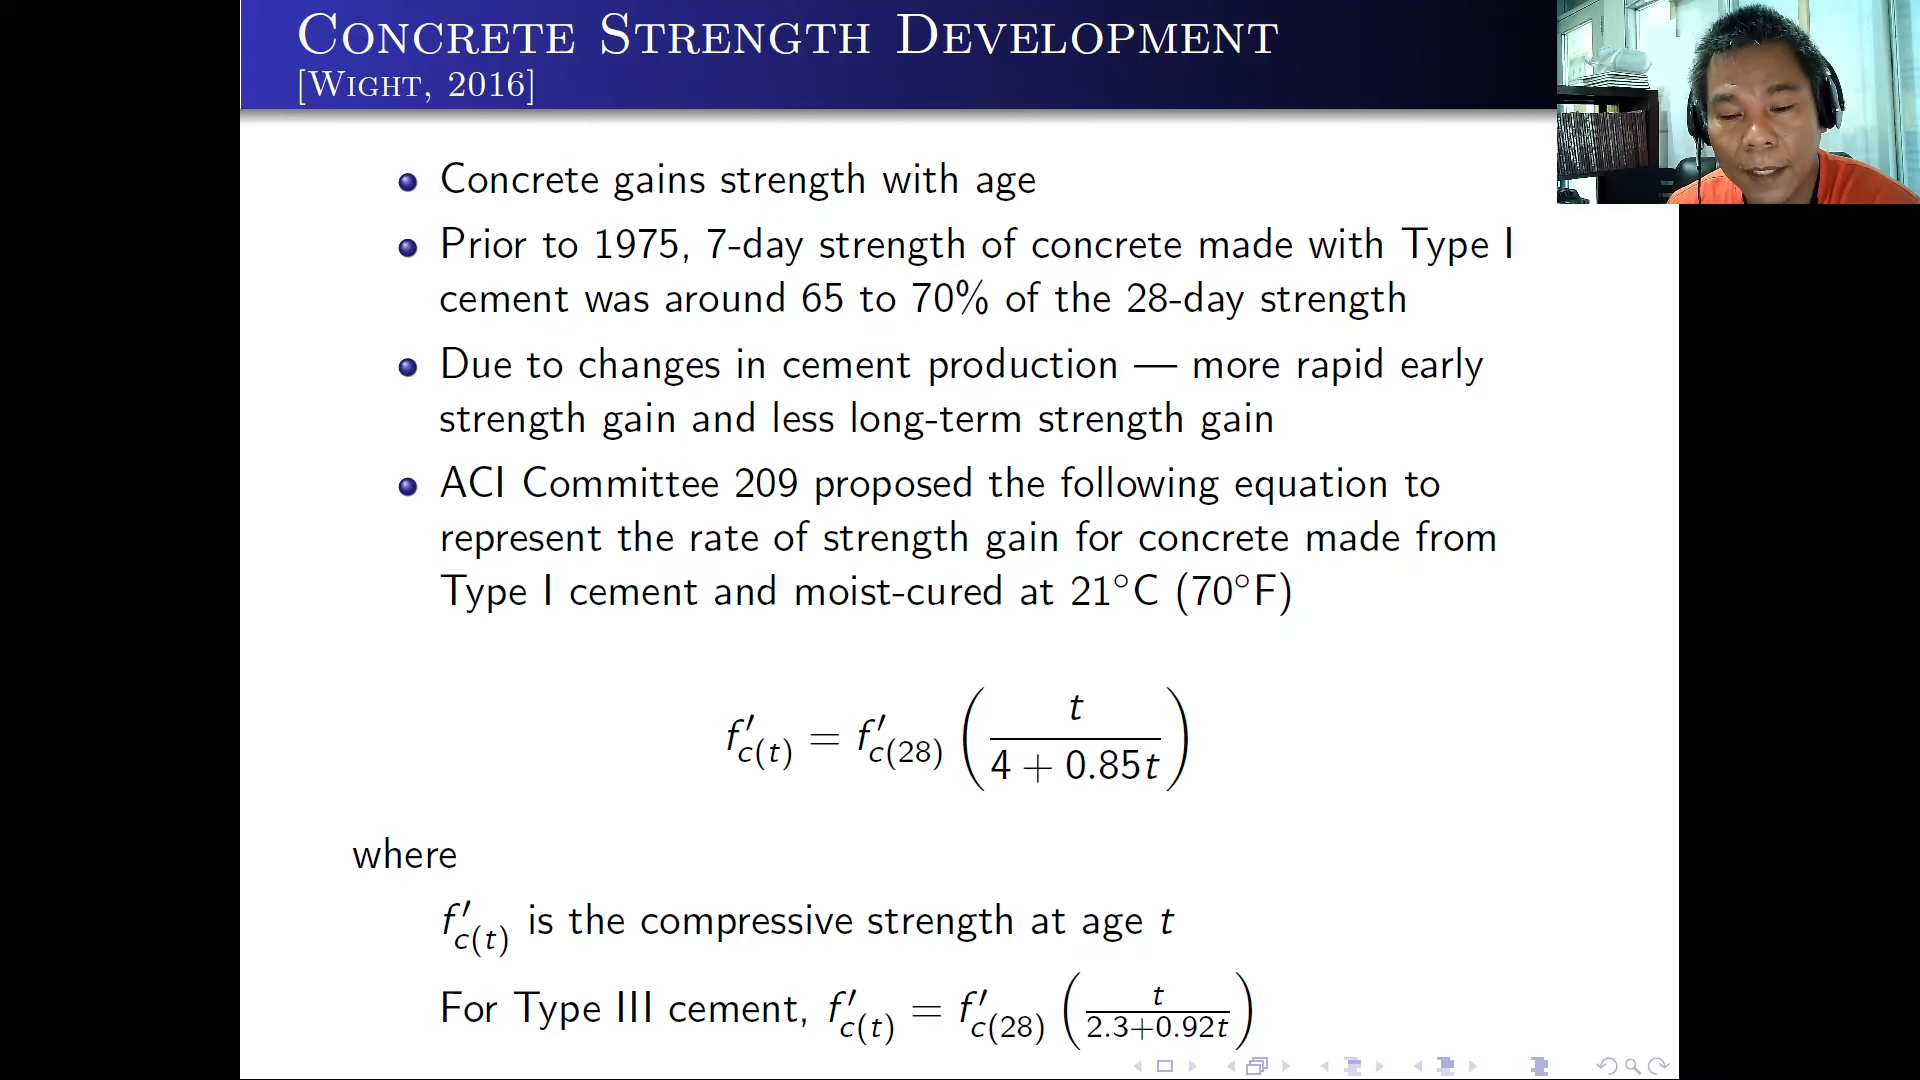 Concrete Strength Development
[Wight, 2016]
Concrete gains strength with age
Prior to 1975, 7-day strength of concrete made with Type I
cement was around 65 to 70% of the 28-day strength
Due to changes in cement production — more rapid early
strength gain and less long-term strength gain
ACI Committee 209 proposed the following equation to
represent the rate of strength gain for concrete made from
Type I cement and moist-cured at 21°C (70°F)
f′c(t) = f′c(28) (t / (4 + 0.85t))
where
f′c(t) is the compressive strength at age t
For Type III cement, f′c(t) = f′c(28) (t / (2.3+0.92t))